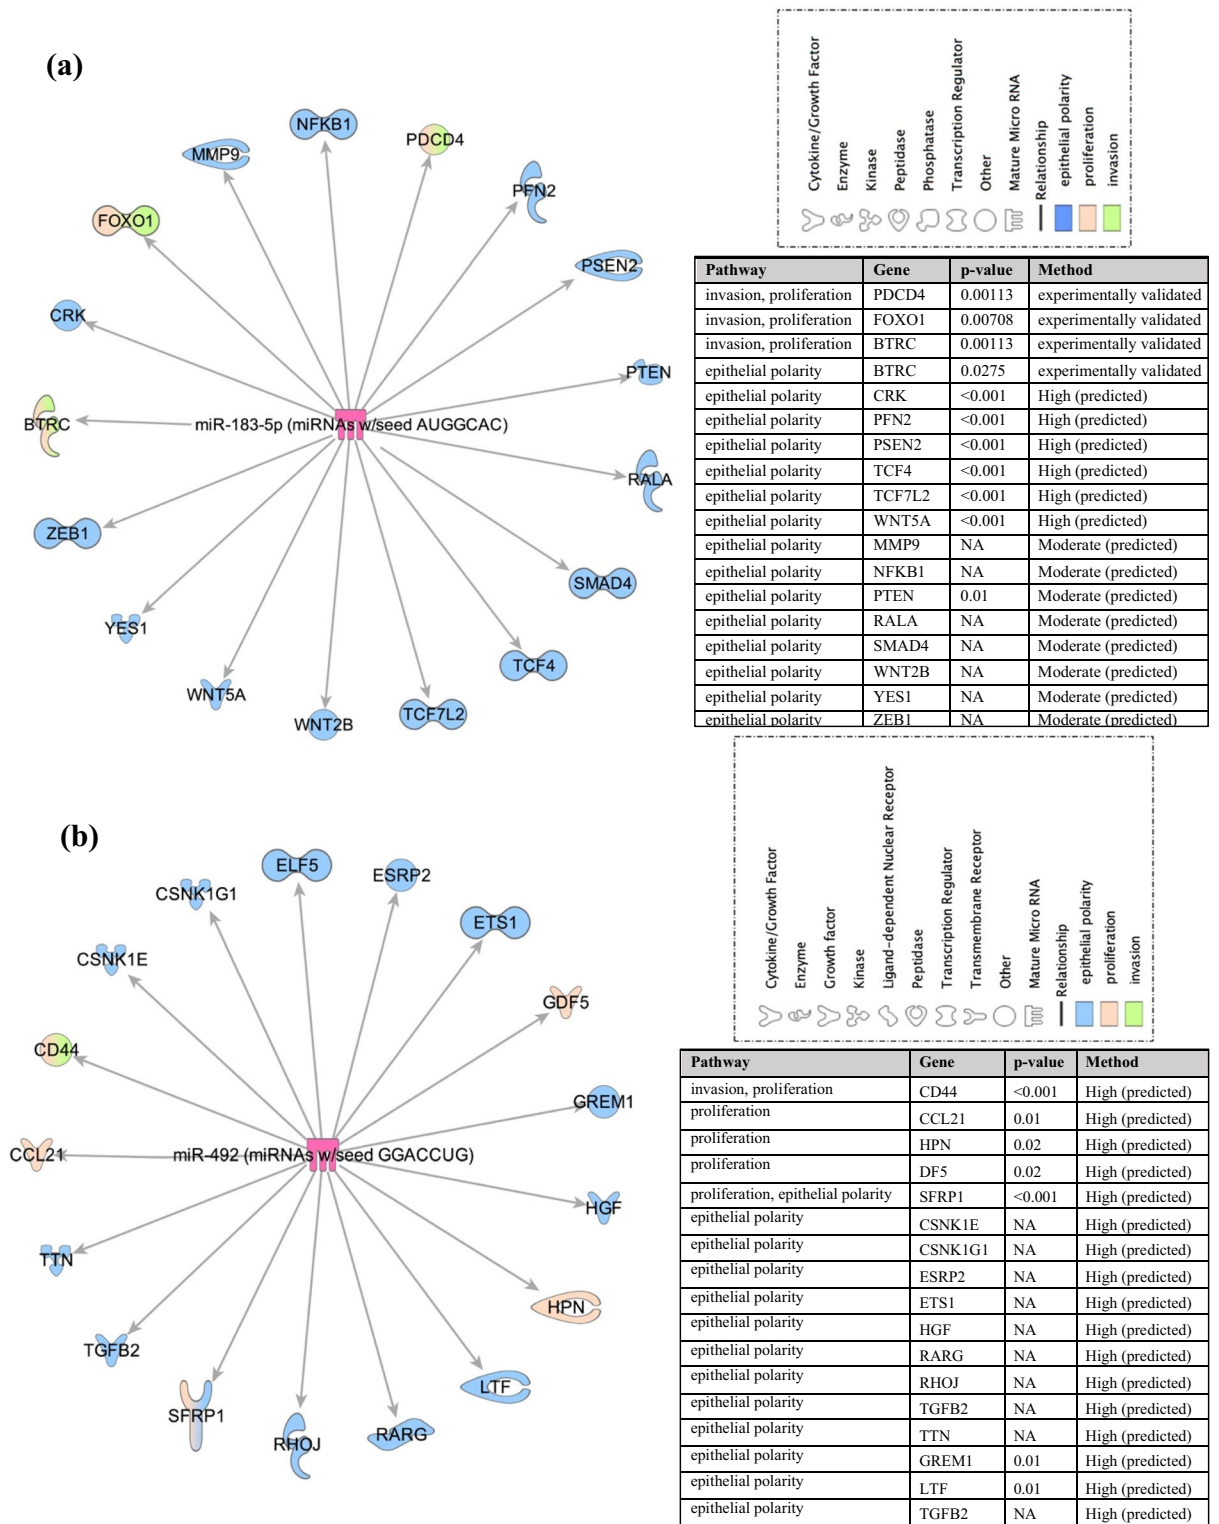 (a)
NFKB1
PDCD4
MMP9
PFN2
FOXO1
PSEN2
CRK
PTEN
BTRC
miR-183-5p (miRNAs w/seed AUGGCAC)
RALA
ZEB1
SMAD4
YES1
TCF4
WNT5A
WNT2B
TCF7L2
Cytokine/Growth Factor
Enzyme
Kinase
Peptidase
Phosphatase
Transcription Regulator
Other
Mature Micro RNA
Relationship
epithelial polarity
proliferation
invasion
Pathway Gene p-value Method
invasion, proliferation PDCD4 0.00113 experimentally validated
invasion, proliferation FOXO1 0.00708 experimentally validated
invasion, proliferation BTRC 0.00113 experimentally validated
epithelial polarity BTRC 0.0275 experimentally validated
epithelial polarity CRK <0.001 High (predicted)
epithelial polarity PFN2 <0.001 High (predicted)
epithelial polarity PSEN2 <0.001 High (predicted)
epithelial polarity TCF4 <0.001 High (predicted)
epithelial polarity TCF7L2 <0.001 High (predicted)
epithelial polarity WNT5A <0.001 High (predicted)
epithelial polarity MMP9 NA Moderate (predicted)
epithelial polarity NFKB1 NA Moderate (predicted)
epithelial polarity PTEN 0.01 Moderate (predicted)
epithelial polarity RALA NA Moderate (predicted)
epithelial polarity SMAD4 NA Moderate (predicted)
epithelial polarity WNT2B NA Moderate (predicted)
epithelial polarity YES1 NA Moderate (predicted)
epithelial polarity ZEB1 NA Moderate (predicted)
(b)
ELF5
ESRP2
CSNK1G1
ETS1
CSNK1E
GDF5
CD44
GREM1
CCL21
miR-492 (miRNAs w/seed GGACCUG)
HGF
TTN
HPN
TGFB2
LTF
SFRP1
RARG
RHOJ
Cytokine/Growth Factor
Enzyme
Growth factor
Kinase
Ligand-dependent Nuclear Receptor
Peptidase
Transcription Regulator
Transmembrane Receptor
Other
Mature Micro RNA
Relationship
epithelial polarity
proliferation
invasion
Pathway Gene p-value Method
invasion, proliferation CD44 <0.001 High (predicted)
proliferation CCL21 0.01 High (predicted)
proliferation HPN 0.02 High (predicted)
proliferation DF5 0.02 High (predicted)
proliferation, epithelial polarity SFRP1 <0.001 High (predicted)
epithelial polarity CSNK1E NA High (predicted)
epithelial polarity CSNK1G1 NA High (predicted)
epithelial polarity ESRP2 NA High (predicted)
epithelial polarity ETS1 NA High (predicted)
epithelial polarity HGF NA High (predicted)
epithelial polarity RARG NA High (predicted)
epithelial polarity RHOJ NA High (predicted)
epithelial polarity TGFB2 NA High (predicted)
epithelial polarity TTN NA High (predicted)
epithelial polarity GREM1 0.01 High (predicted)
epithelial polarity LTF 0.01 High (predicted)
epithelial polarity TGFB2 NA High (predicted)